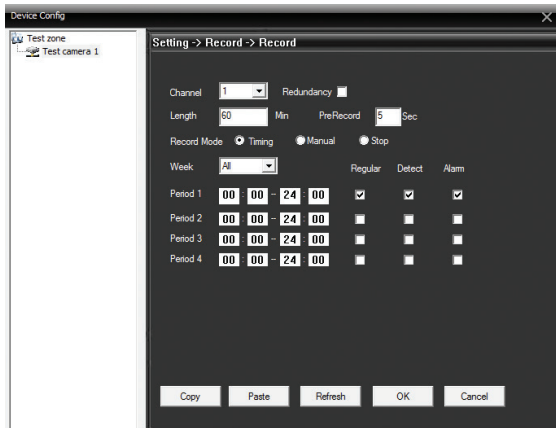 Device Config
Test zone
Test camera 1
Setting -> Record -> Record
Channel 1 Redundancy
Length 60 Min PreRecord 5 Sec
Record Mode Timing Manual Stop
Week All Regular Detect Alarm
Period 1 00 : 00 - 24 : 00
Period 2 00 : 00 - 24 : 00
Period 3 00 : 00 - 24 : 00
Period 4 00 : 00 - 24 : 00
Copy Paste Refresh OK Cancel